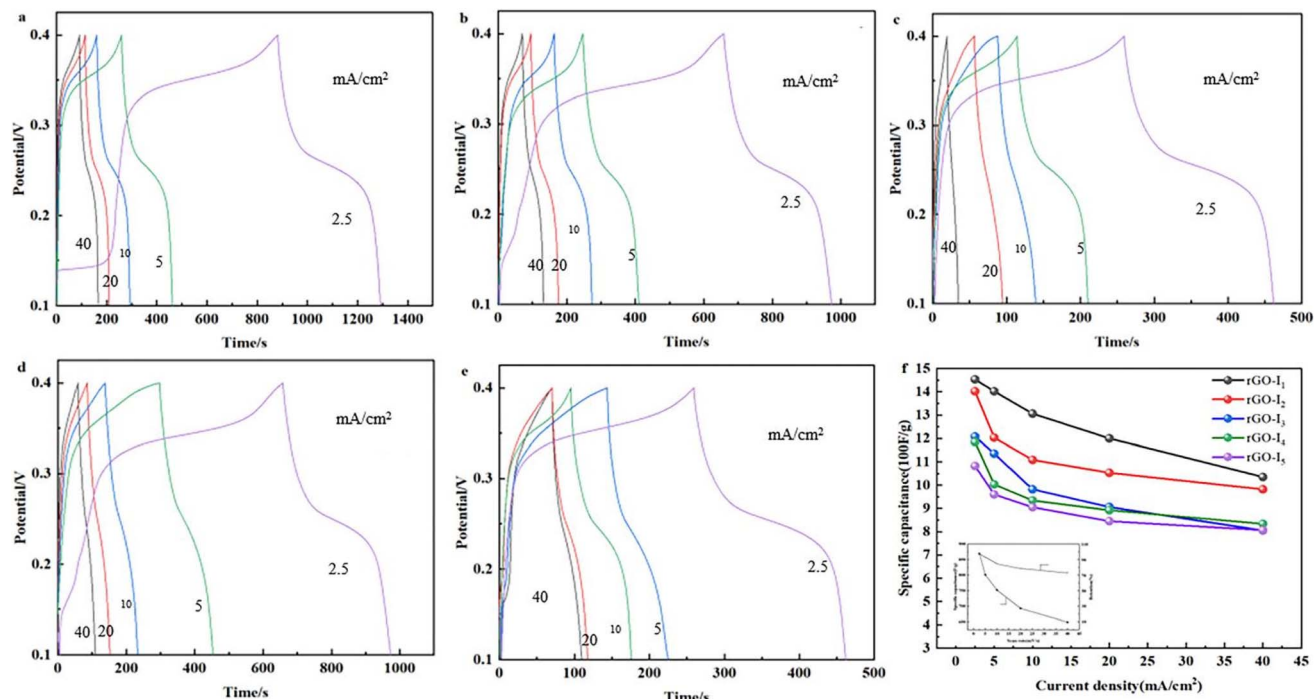 a
0.4
0.3
0.2
0.1
Potential/V
mA/cm²
40
20
10
5
2.5
0 200 400 600 800 1000 1200 1400
Time/s
b
0.4
0.3
0.2
0.1
Potential/V
mA/cm²
40
20
10
5
2.5
0 200 400 600 800 1000
Time/s
c
0.4
0.3
0.2
0.1
Potential/V
mA/cm²
40
20
10
5
2.5
0 100 200 300 400 500
Time/s
d
0.4
0.3
0.2
0.1
Potential/V
mA/cm²
40
20
10
5
2.5
0 200 400 600 800 1000
Time/s
e
0.4
0.3
0.2
0.1
Potential/V
mA/cm²
40
20
10
5
2.5
0 100 200 300 400 500
Time/s
f
15
14
13
12
11
10
9
8
7
6
5
4
3
Specific capacitance(100F/g)
rGO-I₁
rGO-I₂
rGO-I₃
rGO-I₄
rGO-I₅
0 5 10 15 20 25 30 35 40 45
Current density(mA/cm²)